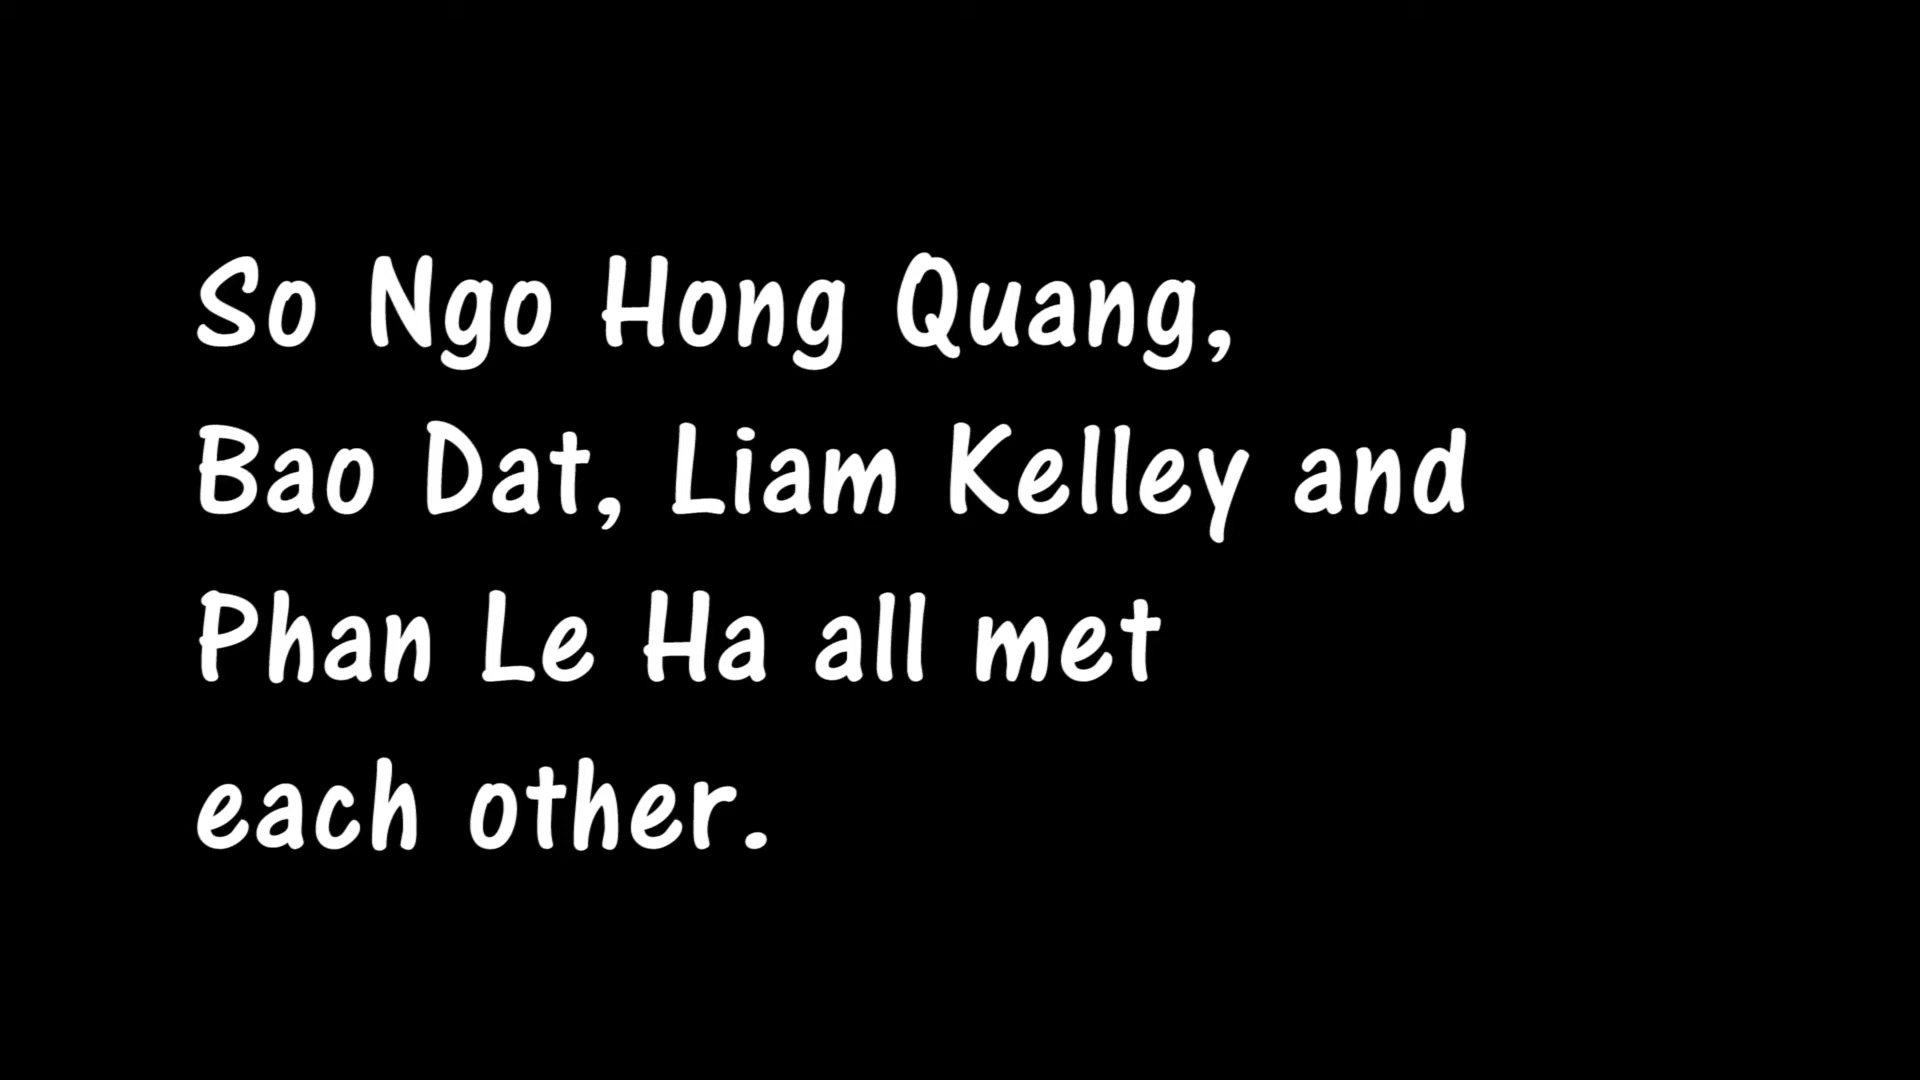 So Ngo Hong Quang,
Bao Dat, Liam Kelley and
Phan Le Ha all met
each other.